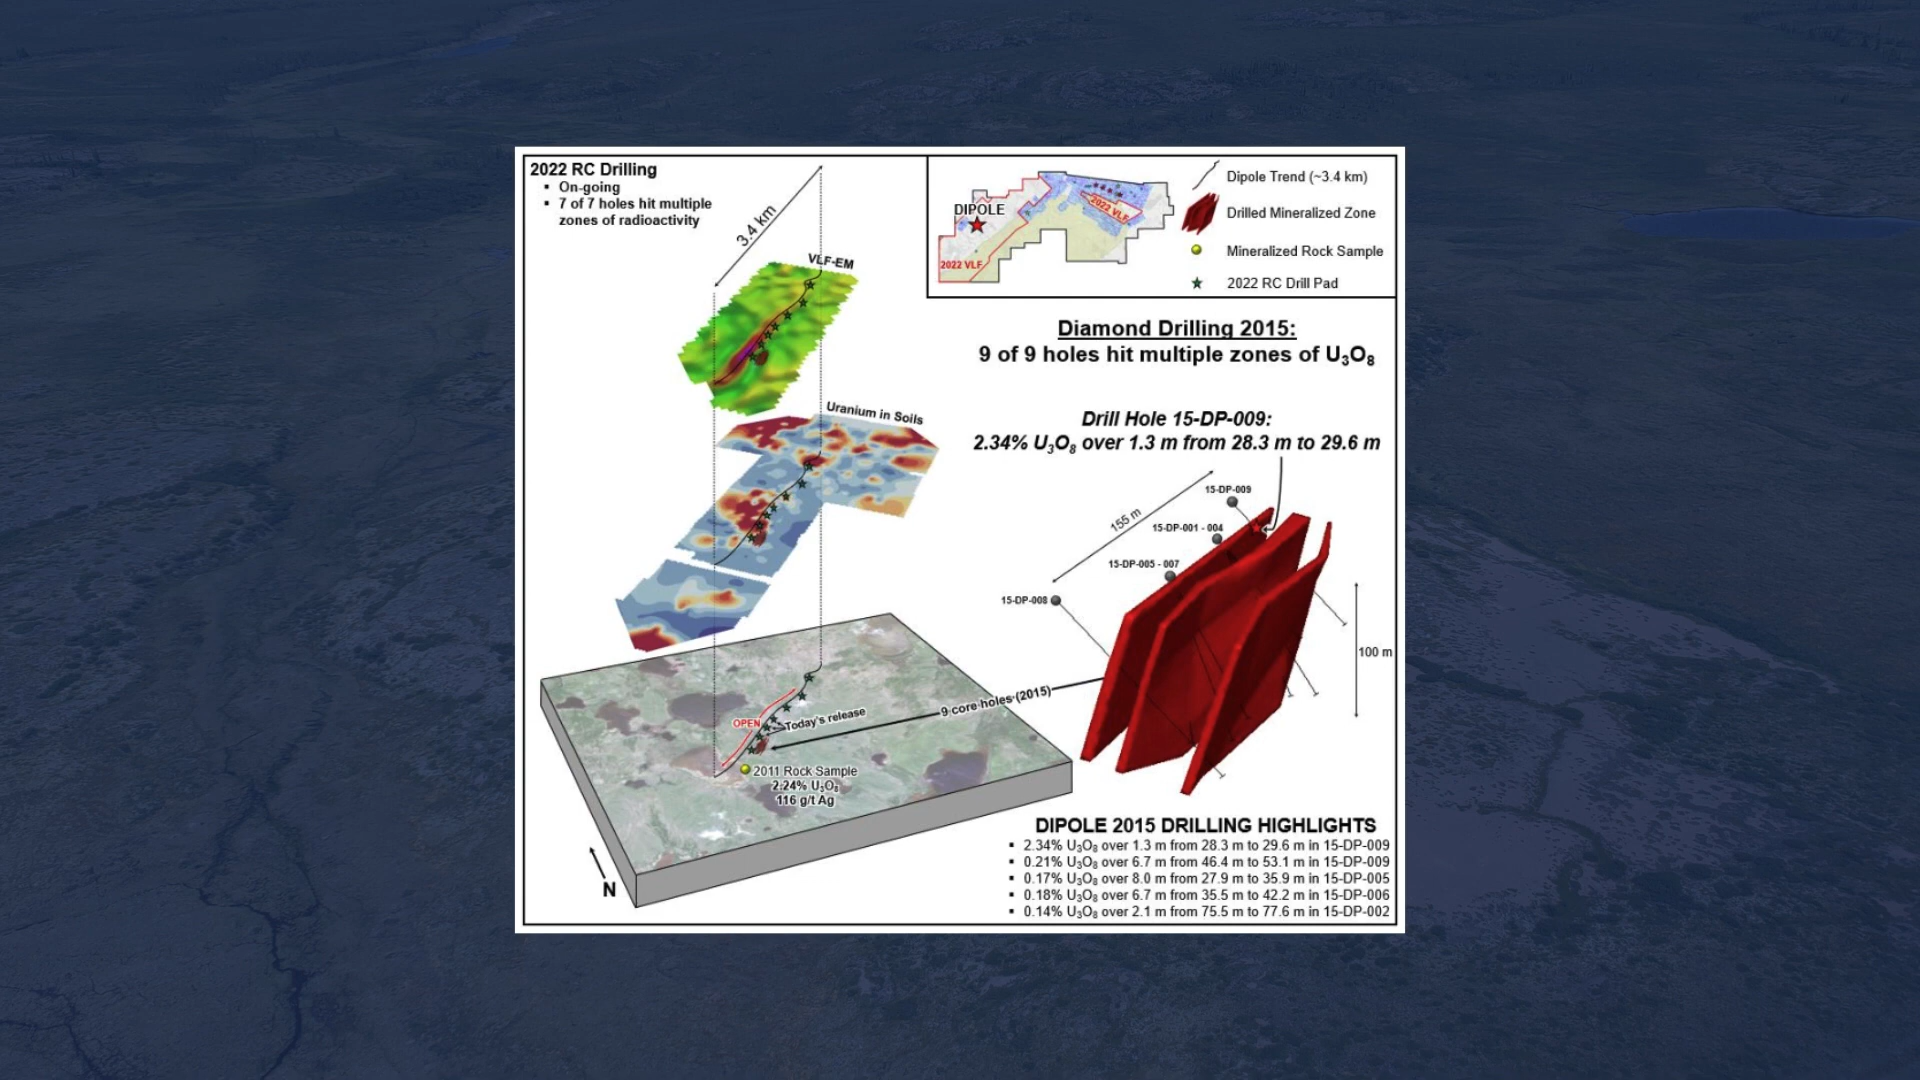 2022 RC Drilling
▪ On-going
▪ 7 of 7 holes hit multiple
zones of radioactivity
3.4 km
VLF-EM
Uranium in Soils
DIPOLE
2022 VLF
2022 VLF
Dipole Trend (~3.4 km)
Drilled Mineralized Zone
Mineralized Rock Sample
2022 RC Drill Pad
Diamond Drilling 2015:
9 of 9 holes hit multiple zones of U₃O₈
Drill Hole 15-DP-009:
2.34% U₃O₈ over 1.3 m from 28.3 m to 29.6 m
155 m
15-DP-009
15-DP-001 - 004
15-DP-005 - 007
15-DP-008
100 m
9 core holes (2015)
OPEN
Today's release
2011 Rock Sample
2.24% U₃O₈
116 g/t Ag
N
DIPOLE 2015 DRILLING HIGHLIGHTS
▪ 2.34% U₃O₈ over 1.3 m from 28.3 m to 29.6 m in 15-DP-009
▪ 0.21% U₃O₈ over 6.7 m from 46.4 m to 53.1 m in 15-DP-009
▪ 0.17% U₃O₈ over 8.0 m from 27.9 m to 35.9 m in 15-DP-005
▪ 0.18% U₃O₈ over 6.7 m from 35.5 m to 42.2 m in 15-DP-006
▪ 0.14% U₃O₈ over 2.1 m from 75.5 m to 77.6 m in 15-DP-002